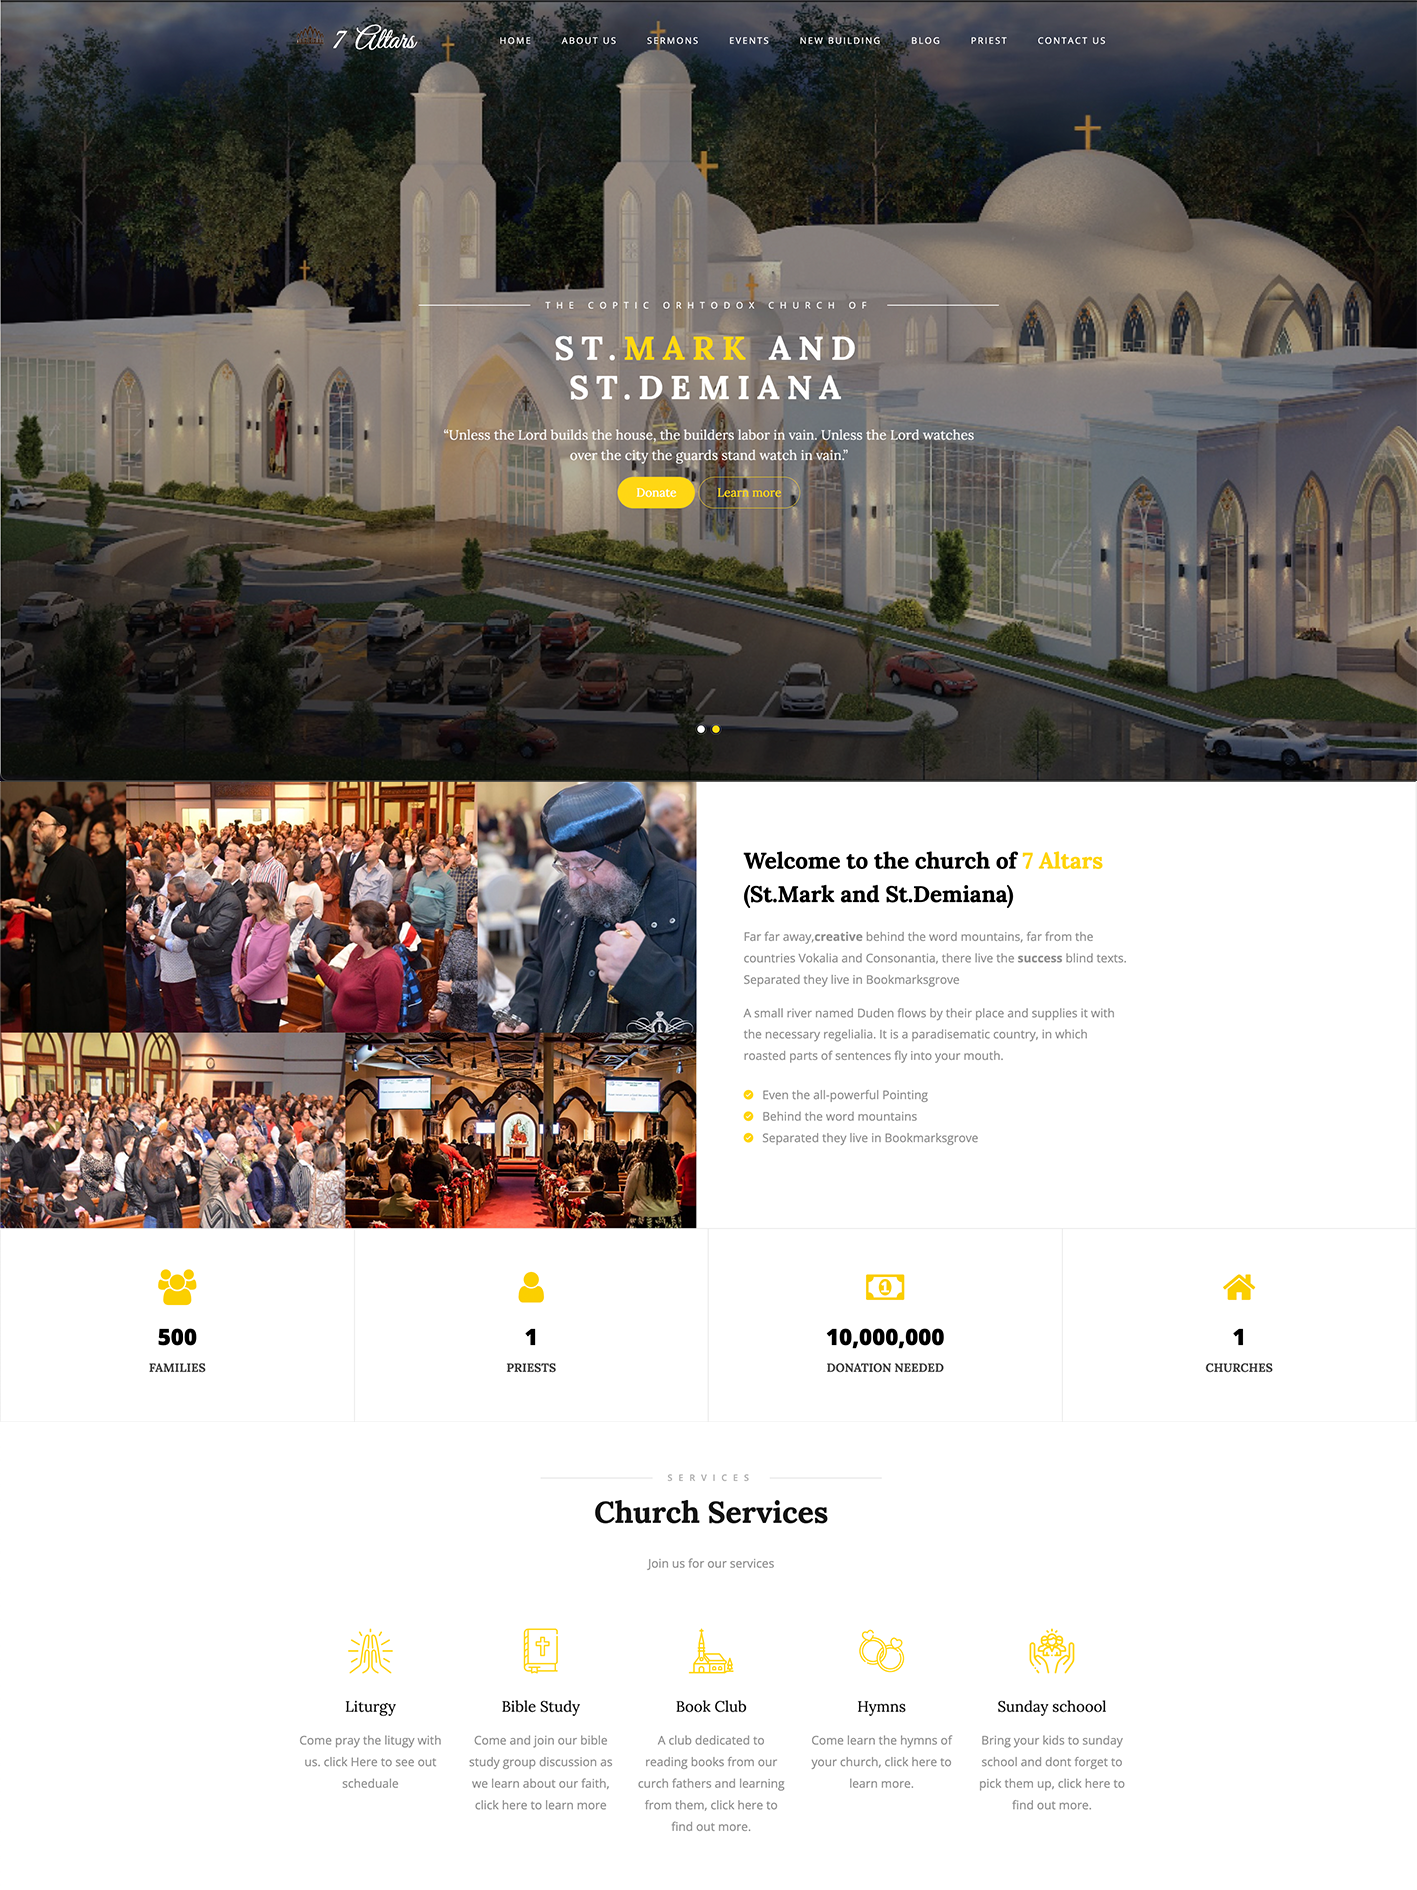 7 Altars
HOME
ABOUT US
SERMONS
EVENTS
NEW BUILDING
BLOG
PRIEST
CONTACT US
THE COPTIC ORHTODOX CHURCH OF
ST.MARK AND
ST.DEMIANA
“Unless the Lord builds the house, the builders labor in vain. Unless the Lord watches
over the city the guards stand watch in vain.”
Donate
Learn more
Welcome to the church of 7 Altars
(St.Mark and St.Demiana)
Far far away,creative behind the word mountains, far from the
countries Vokalia and Consonantia, there live the success blind texts.
Separated they live in Bookmarksgrove
A small river named Duden flows by their place and supplies it with
the necessary regelialia. It is a paradisematic country, in which
roasted parts of sentences fly into your mouth.
Even the all-powerful Pointing
Behind the word mountains
Separated they live in Bookmarksgrove
500
FAMILIES
1
PRIESTS
1
10,000,000
DONATION NEEDED
1
CHURCHES
SERVICES
Church Services
Join us for our services
Liturgy
Come pray the litugy with
us. click Here to see out
scheduale
Bible Study
Come and join our bible
study group discussion as
we learn about our faith,
click here to learn more
Book Club
A club dedicated to
reading books from our
curch fathers and learning
from them, click here to
find out more.
Hymns
Come learn the hymns of
your church, click here to
learn more.
Sunday schoool
Bring your kids to sunday
school and dont forget to
pick them up, click here to
find out more.